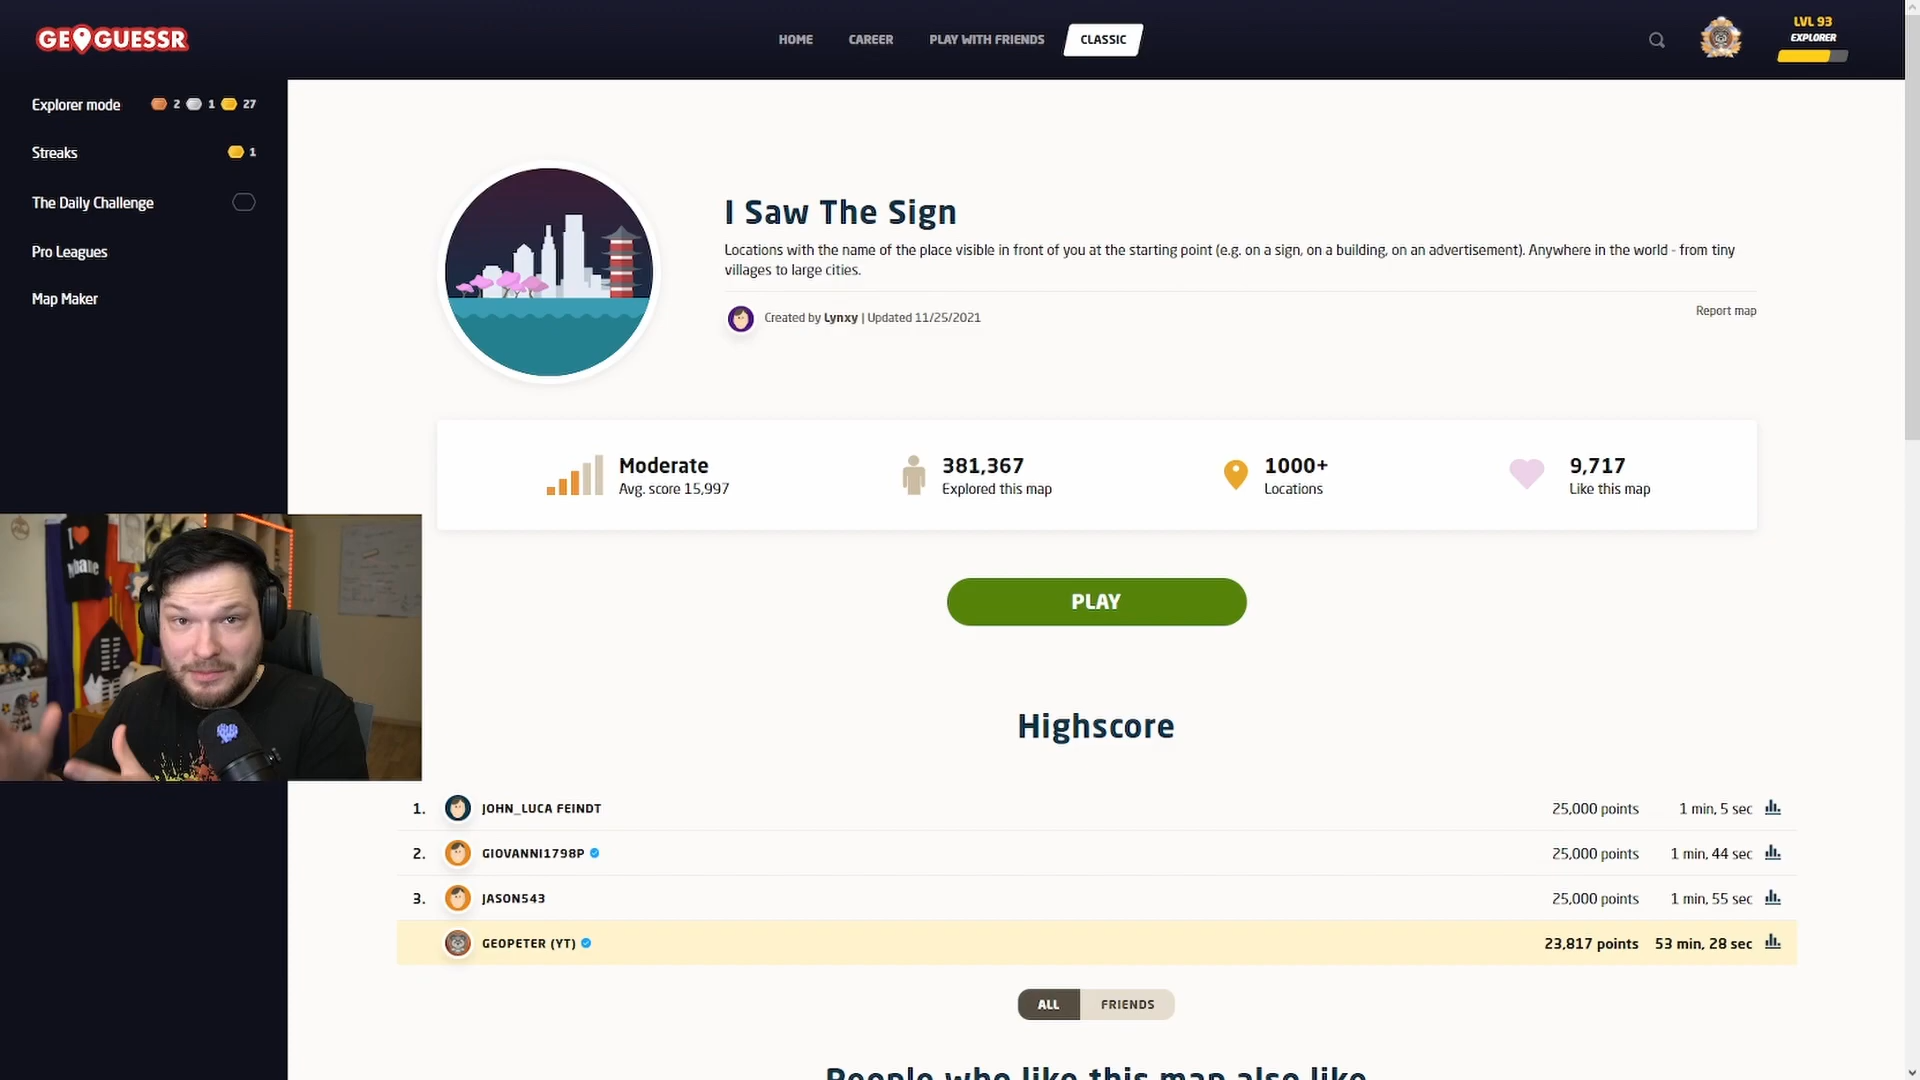 GEOGUESSR
HOME
CAREER
PLAY WITH FRIENDS
CLASSIC
LVL 93
EXPLORER
Explorer mode 2 1 27
Streaks 1
The Daily Challenge
Pro Leagues
Map Maker
I Saw The Sign
Locations with the name of the place visible in front of you at the starting point (e.g. on a sign, on a building, on an advertisement). Anywhere in the world - from tiny
villages to large cities.
Created by Lynxy | Updated 11/25/2021
Report map
Moderate
Avg. score 15,997
381,367
Explored this map
1000+
Locations
9,717
Like this map
PLAY
Highscore
1. JOHN_LUCA FEINDT 25,000 points 1 min, 5 sec
2. GIOVANNI1798P 25,000 points 1 min, 44 sec
3. JASON543 25,000 points 1 min, 55 sec
GEOPETER (YT) 23,817 points 53 min, 28 sec
ALL
FRIENDS
People who like this map also like
I